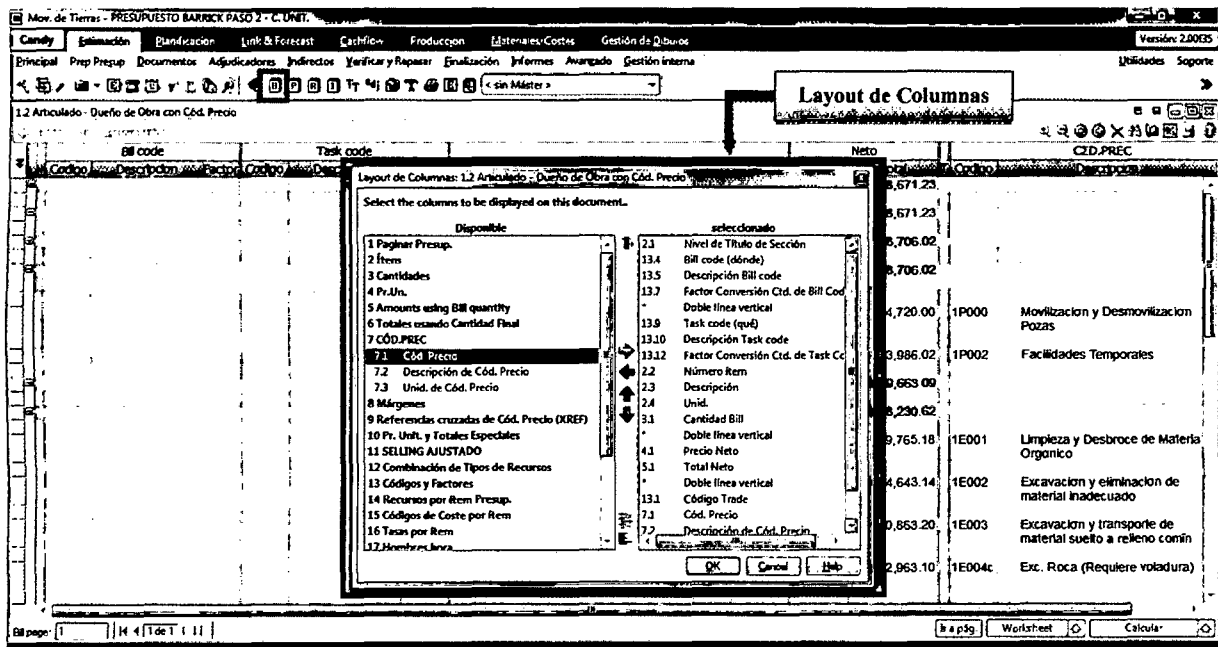 Mov. de Tierras - PRESUPUESTO BARRICK PASO 2 - C. UNIT.
Candy Estimación Planificacion Link & Forecast Cashflow Produccion Materiales/Costes Gestión de Dibujos Versión: 2.00f35
Principal Prep Presup Documentos Adjudicadores Indirectos Verificar y Repasar Finalización Informes Avanzado Gestión interna Utilidades Soporte
< sin Máster >
Layout de Columnas
1.2 Articulado - Dueño de Obra con Cód. Precio
Bill code Task code Neto COD.PREC
Codigo Descripcion Factor Codigo Codigo Descripcion
Layout de Columnas: 1.2 Articulado - Dueño de Obra con Cód. Precio
Select the columns to be displayed on this document..
Disponible
1 Paginar Presup.
2 Ítems
3 Cantidades
4 Pr.Un.
5 Amounts using Bill quantity
6 Totales usando Cantidad Final
7 CÓD.PREC
7.1 Cód. Precio
7.2 Descripción de Cód. Precio
7.3 Unid. de Cód. Precio
8 Márgenes
9 Referencias cruzadas de Cód. Precio (XREF)
10 Pr. Unit. y Totales Especiales
11 SELLING AJUSTADO
12 Combinación de Tipos de Recursos
13 Códigos y Factores
14 Recursos por Ítem Presup.
15 Códigos de Coste por Ítem
16 Tasas por Ítem
17 Hombres hora
seleccionado
2.1 Nivel de Título de Sección
13.4 Bill code (dónde)
13.5 Descripción Bill code
13.7 Factor Conversión Ctd. de Bill Cod
* Doble línea vertical
13.9 Task code (qué)
13.10 Descripción Task code
13.12 Factor Conversión Ctd. de Task Cc
2.2 Número ítem
2.3 Descripción
2.4 Unid.
3.1 Cantidad Bill
* Doble línea vertical
4.1 Precio Neto
5.1 Total Neto
* Doble línea vertical
13.1 Código Trade
7.1 Cód. Precio
7.2 Descripción de Cód. Precio
OK Cancel Help
8,671.23
8,671.23
8,706.02
8,706.02
4,720.00 1P000 Movilizacion y Desmovilizacion Pozas
3,986.02 1P002 Facilidades Temporales
9,663.09
8,230.62
9,765.18 1E001 Limpieza y Desbroce de Materia Organico
4,643.14 1E002 Excavacion y eliminacion de material inadecuado
0,853.20 1E003 Excavacion y transporte de material suelto a relleno comín
2,963.10 1E004c Exc. Roca (Requiere voladura)
Bill page: 1 1 de 1 Ir a pág. Worksheet Calcular